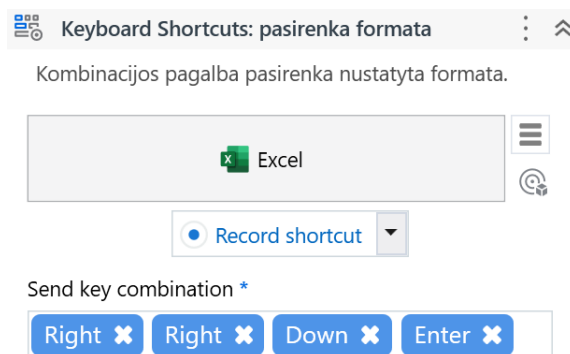 Keyboard Shortcuts: pasirenka formata
Kombinacijos pagalba pasirenka nustatyta formata.
Excel
Record shortcut
Send key combination *
Right Right Down Enter